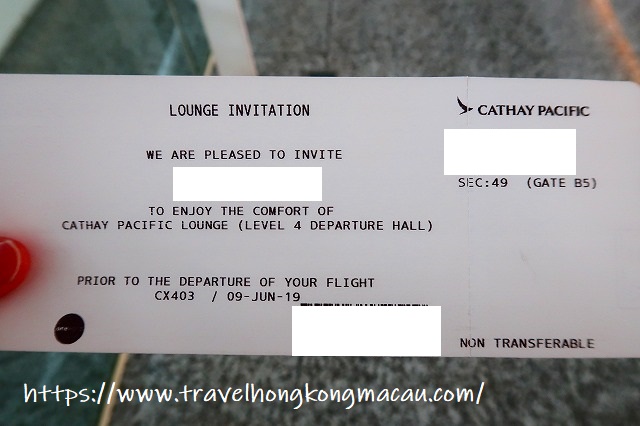 LOUNGE INVITATION
CATHAY PACIFIC
WE ARE PLEASED TO INVITE
SEC:49 (GATE B5)
TO ENJOY THE COMFORT OF
CATHAY PACIFIC LOUNGE (LEVEL 4 DEPARTURE HALL)
PRIOR TO THE DEPARTURE OF YOUR FLIGHT
CX403 / 09-JUN-19
NON TRANSFERABLE
https://www.travelhongkongmacau.com/